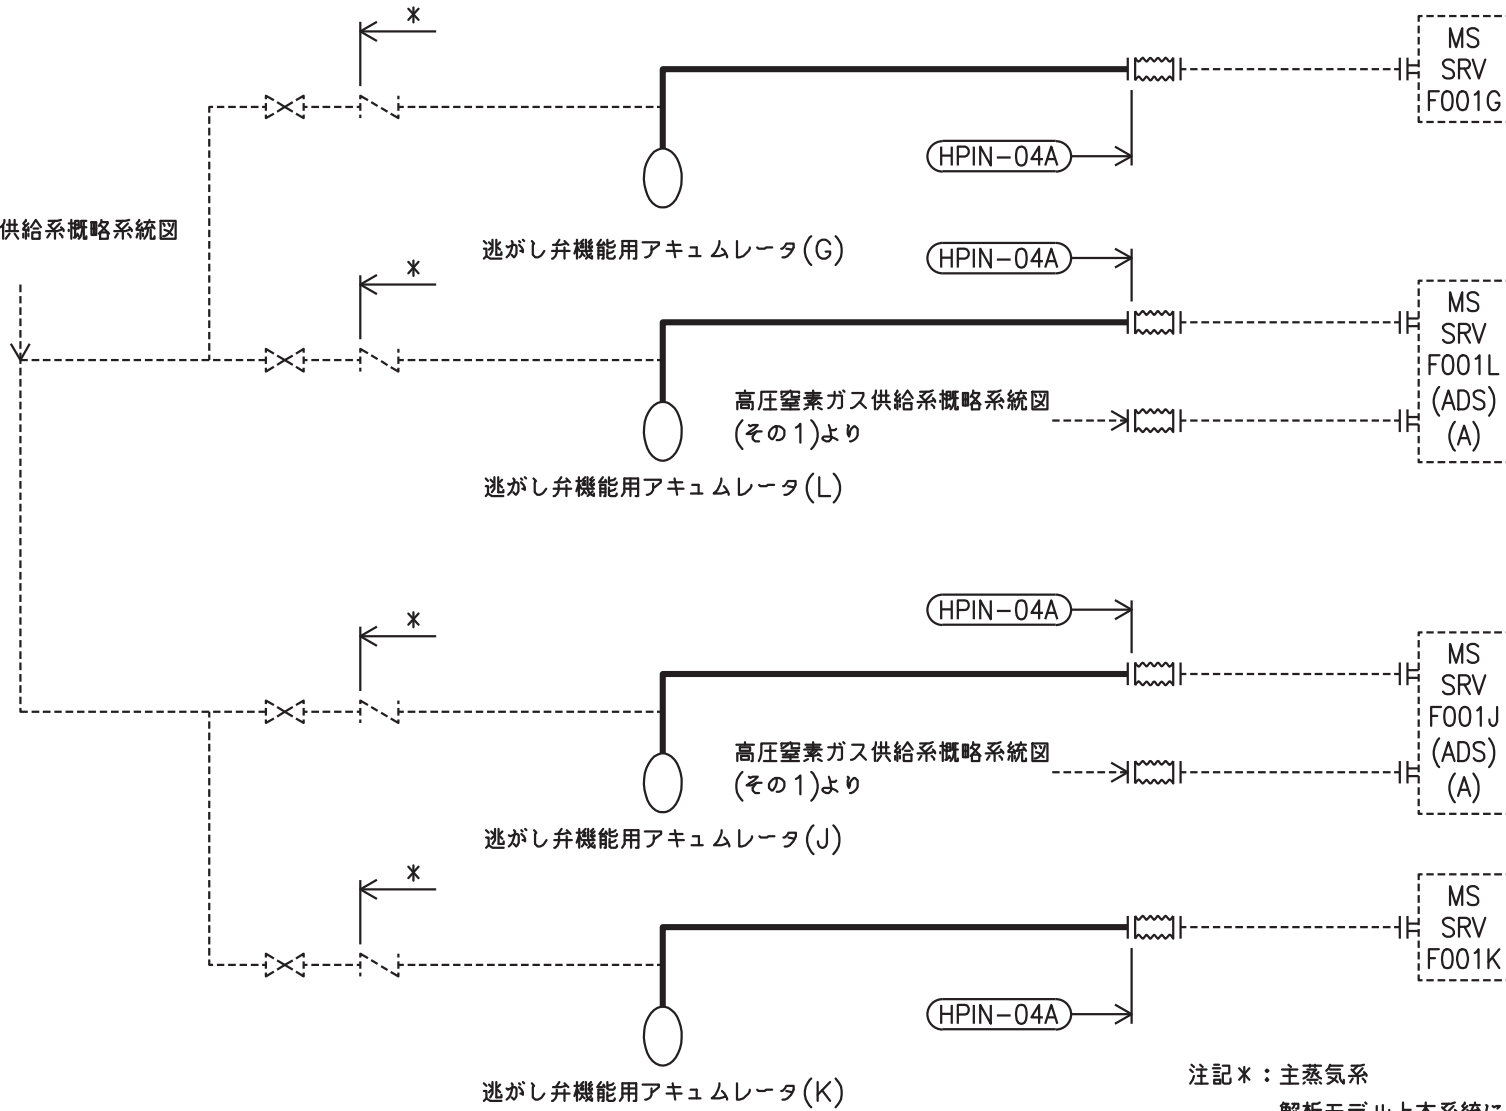 *
MS
SRV
F001G
HPIN-04A
供給系概略系統図
逃がし弁機能用アキュムレータ(G)
HPIN-04A
*
MS
SRV
F001L
(ADS)
(A)
高圧窒素ガス供給系概略系統図
(その1)より
逃がし弁機能用アキュムレータ(L)
HPIN-04A
*
MS
SRV
F001J
(ADS)
(A)
高圧窒素ガス供給系概略系統図
(その1)より
逃がし弁機能用アキュムレータ(J)
*
MS
SRV
F001K
HPIN-04A
逃がし弁機能用アキュムレータ(K)
注記*:主蒸気系